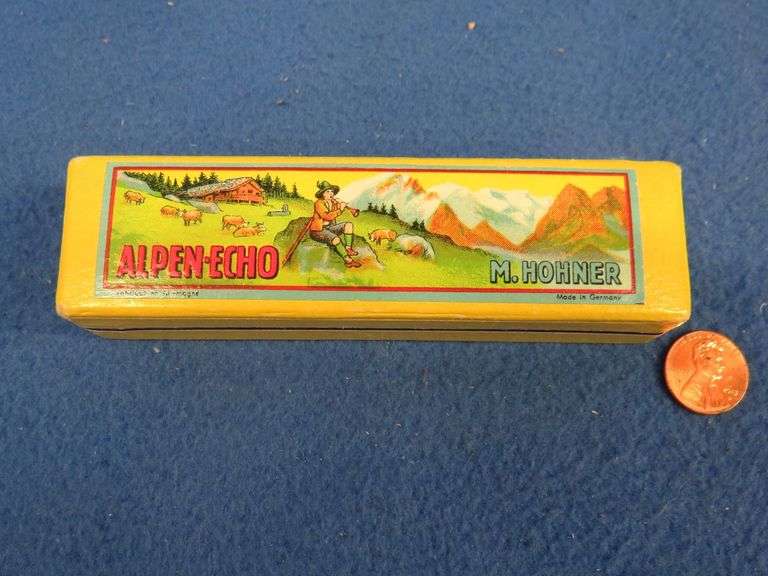 ALPEN-ECHO
M. HOHNER
Made in Germany